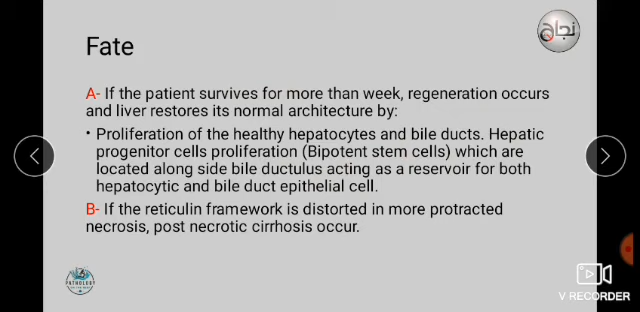 نجاح
Fate
A- If the patient survives for more than week, regeneration occurs
and liver restores its normal architecture by:
• Proliferation of the healthy hepatocytes and bile ducts. Hepatic
progenitor cells proliferation (Bipotent stem cells) which are
located along side bile ductulus acting as a reservoir for both
hepatocytic and bile duct epithelial cell.
B- If the reticulin framework is distorted in more protracted
necrosis, post necrotic cirrhosis occur.
PATHOLOGY
V RECORDER